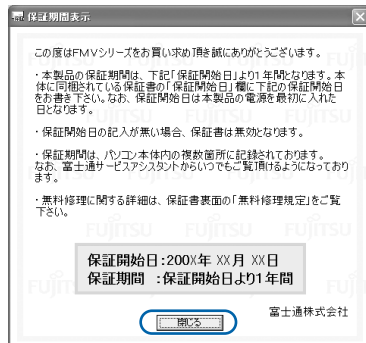 保証期間表示
この度はFMVシリーズをお買い求め頂き誠にありがとうございます。
・本製品の保証期間は、下記「保証開始日」より1年間となります。本
体に同梱されている保証書の「保証開始日」欄に下記の保証開始日
をお書き下さい。なお、保証開始日は本製品の電源を最初に入れた
日となります。
・保証開始日の記入が無い場合、保証書は無効となります。
・保証期間は、パソコン本体内の複数箇所に記録されております。
なお、富士通サービスアシスタントからいつでもご覧頂けるようになっており
ます。
・無料修理に関する詳細は、保証書裏面の「無料修理規定」をご覧
下さい。
保証開始日:200X年 XX月 XX日
保証期間 :保証開始日より1年間
閉じる
富士通株式会社